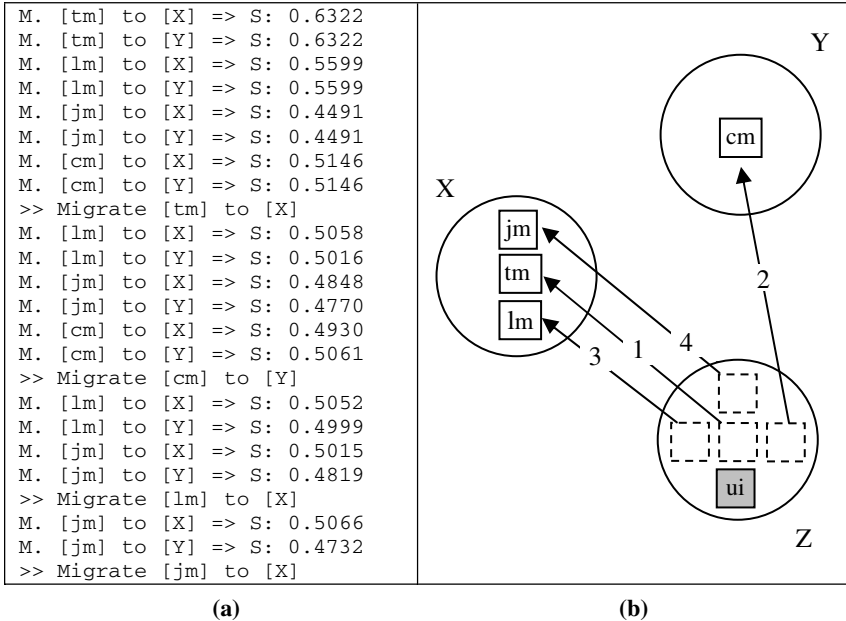 M. [tm] to [X] => S: 0.6322
M. [tm] to [Y] => S: 0.6322
M. [lm] to [X] => S: 0.5599
M. [lm] to [Y] => S: 0.5599
M. [jm] to [X] => S: 0.4491
M. [jm] to [Y] => S: 0.4491
M. [cm] to [X] => S: 0.5146
M. [cm] to [Y] => S: 0.5146
>> Migrate [tm] to [X]
M. [lm] to [X] => S: 0.5058
M. [lm] to [Y] => S: 0.5016
M. [jm] to [X] => S: 0.4848
M. [jm] to [Y] => S: 0.4770
M. [cm] to [X] => S: 0.4930
M. [cm] to [Y] => S: 0.5061
>> Migrate [cm] to [Y]
M. [lm] to [X] => S: 0.5052
M. [lm] to [Y] => S: 0.4999
M. [jm] to [X] => S: 0.5015
M. [jm] to [Y] => S: 0.4819
>> Migrate [lm] to [X]
M. [jm] to [X] => S: 0.5066
M. [jm] to [Y] => S: 0.4732
>> Migrate [jm] to [X]
(a)
Y
cm
X
jm
tm
lm
2
3
1
4
ui
Z
(b)